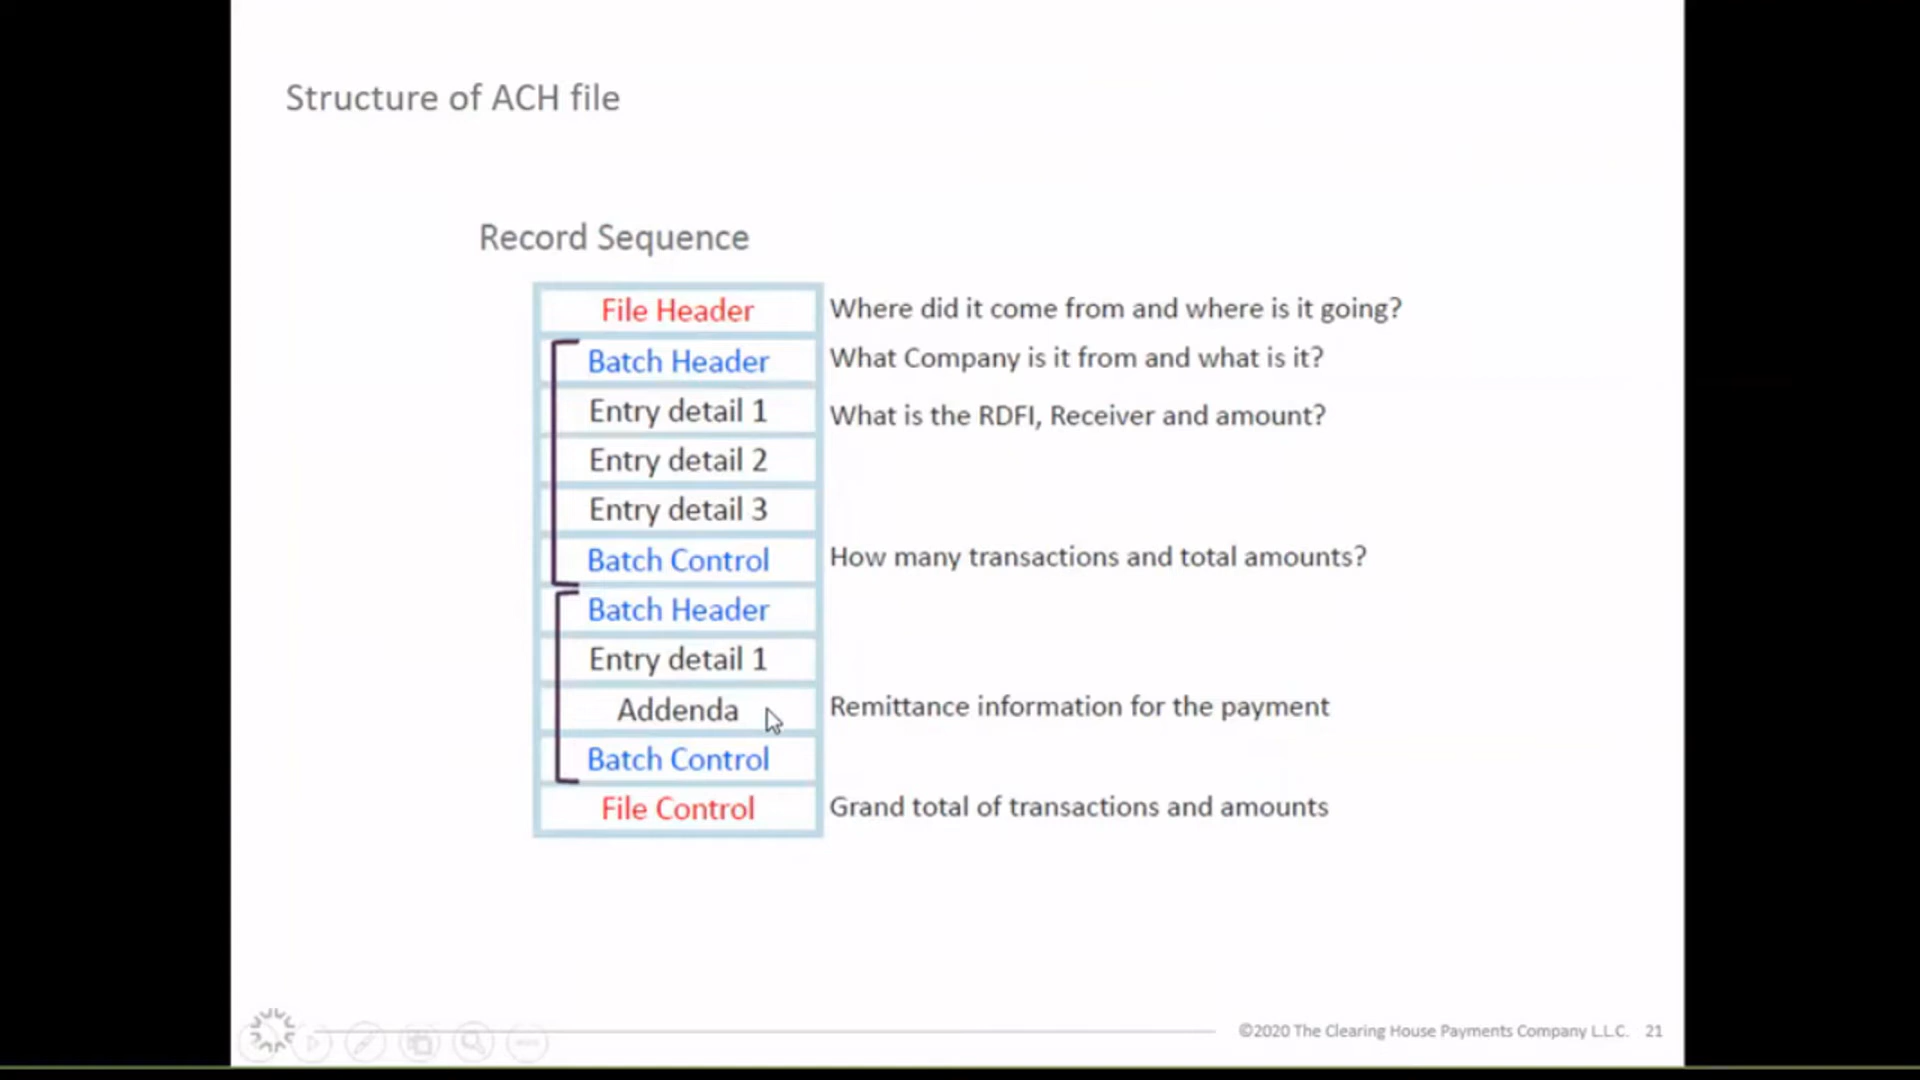 Structure of ACH file
Record Sequence
File Header Where did it come from and where is it going?
Batch Header What Company is it from and what is it?
Entry detail 1 What is the RDFI, Receiver and amount?
Entry detail 2
Entry detail 3
Batch Control How many transactions and total amounts?
Batch Header
Entry detail 1
Addenda Remittance information for the payment
Batch Control
File Control Grand total of transactions and amounts
©2020 The Clearing House Payments Company L.L.C. 21